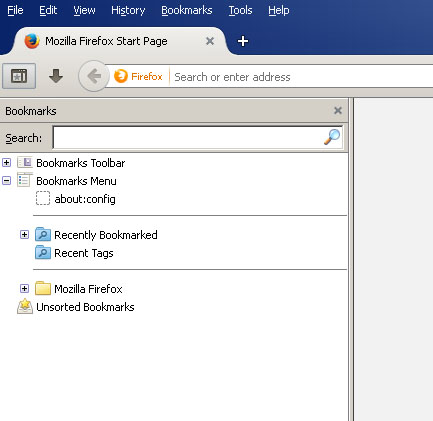 File Edit View History Bookmarks Tools Help
Mozilla Firefox Start Page
Firefox Search or enter address
Bookmarks
Search:
Bookmarks Toolbar
Bookmarks Menu
about:config
Recently Bookmarked
Recent Tags
Mozilla Firefox
Unsorted Bookmarks